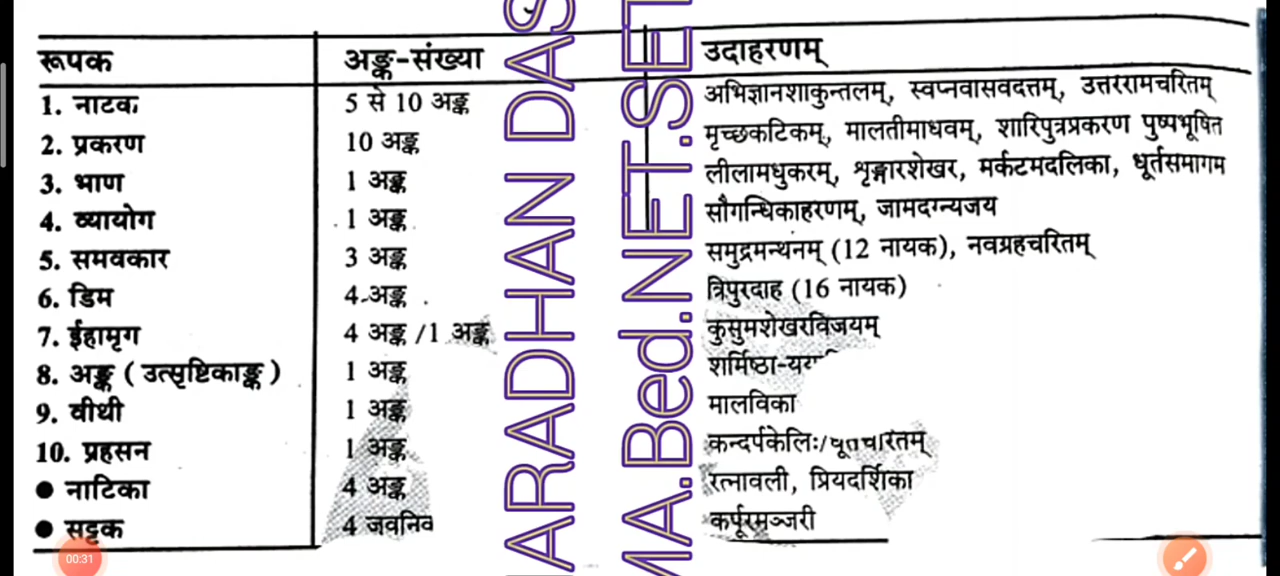 रूपक अङ्क-संख्या उदाहरणम्
1. नाटक 5 से 10 अङ्क अभिज्ञानशाकुन्तलम्, स्वप्नवासवदत्तम्, उत्तररामचरितम्
2. प्रकरण 10 अङ्क मृच्छकटिकम्, मालतीमाधवम्, शारिपुत्रप्रकरण पुष्पभूषित
3. भाण 1 अङ्क लीलामधुकरम्, शृङ्गारशेखर, मर्कटमदलिका, धूर्तसमागम
4. व्यायोग 1 अङ्क सौगन्धिकाहरणम्, जामदग्न्यजय
5. समवकार 3 अङ्क समुद्रमन्थनम् (12 नायक), नवग्रहचरितम्
6. डिम 4 अङ्क त्रिपुरदाह (16 नायक)
7. ईहामृग 4 अङ्क /1 अङ्क कुसुमशेखरविजयम्
8. अङ्क ( उत्सृष्टिकाङ्क ) 1 अङ्क शर्मिष्ठा-
9. वीथी 1 अङ्क मालविका
10. प्रहसन 1 अङ्क कन्दर्पकेलिः/धूर्तचरितम्
● नाटिका 4 अङ्क रत्नावली, प्रियदर्शिका
● सट्टक 4 कर्पूरमञ्जरी
ARADHAN DAS
MA.Bed.NET.SET
00:31